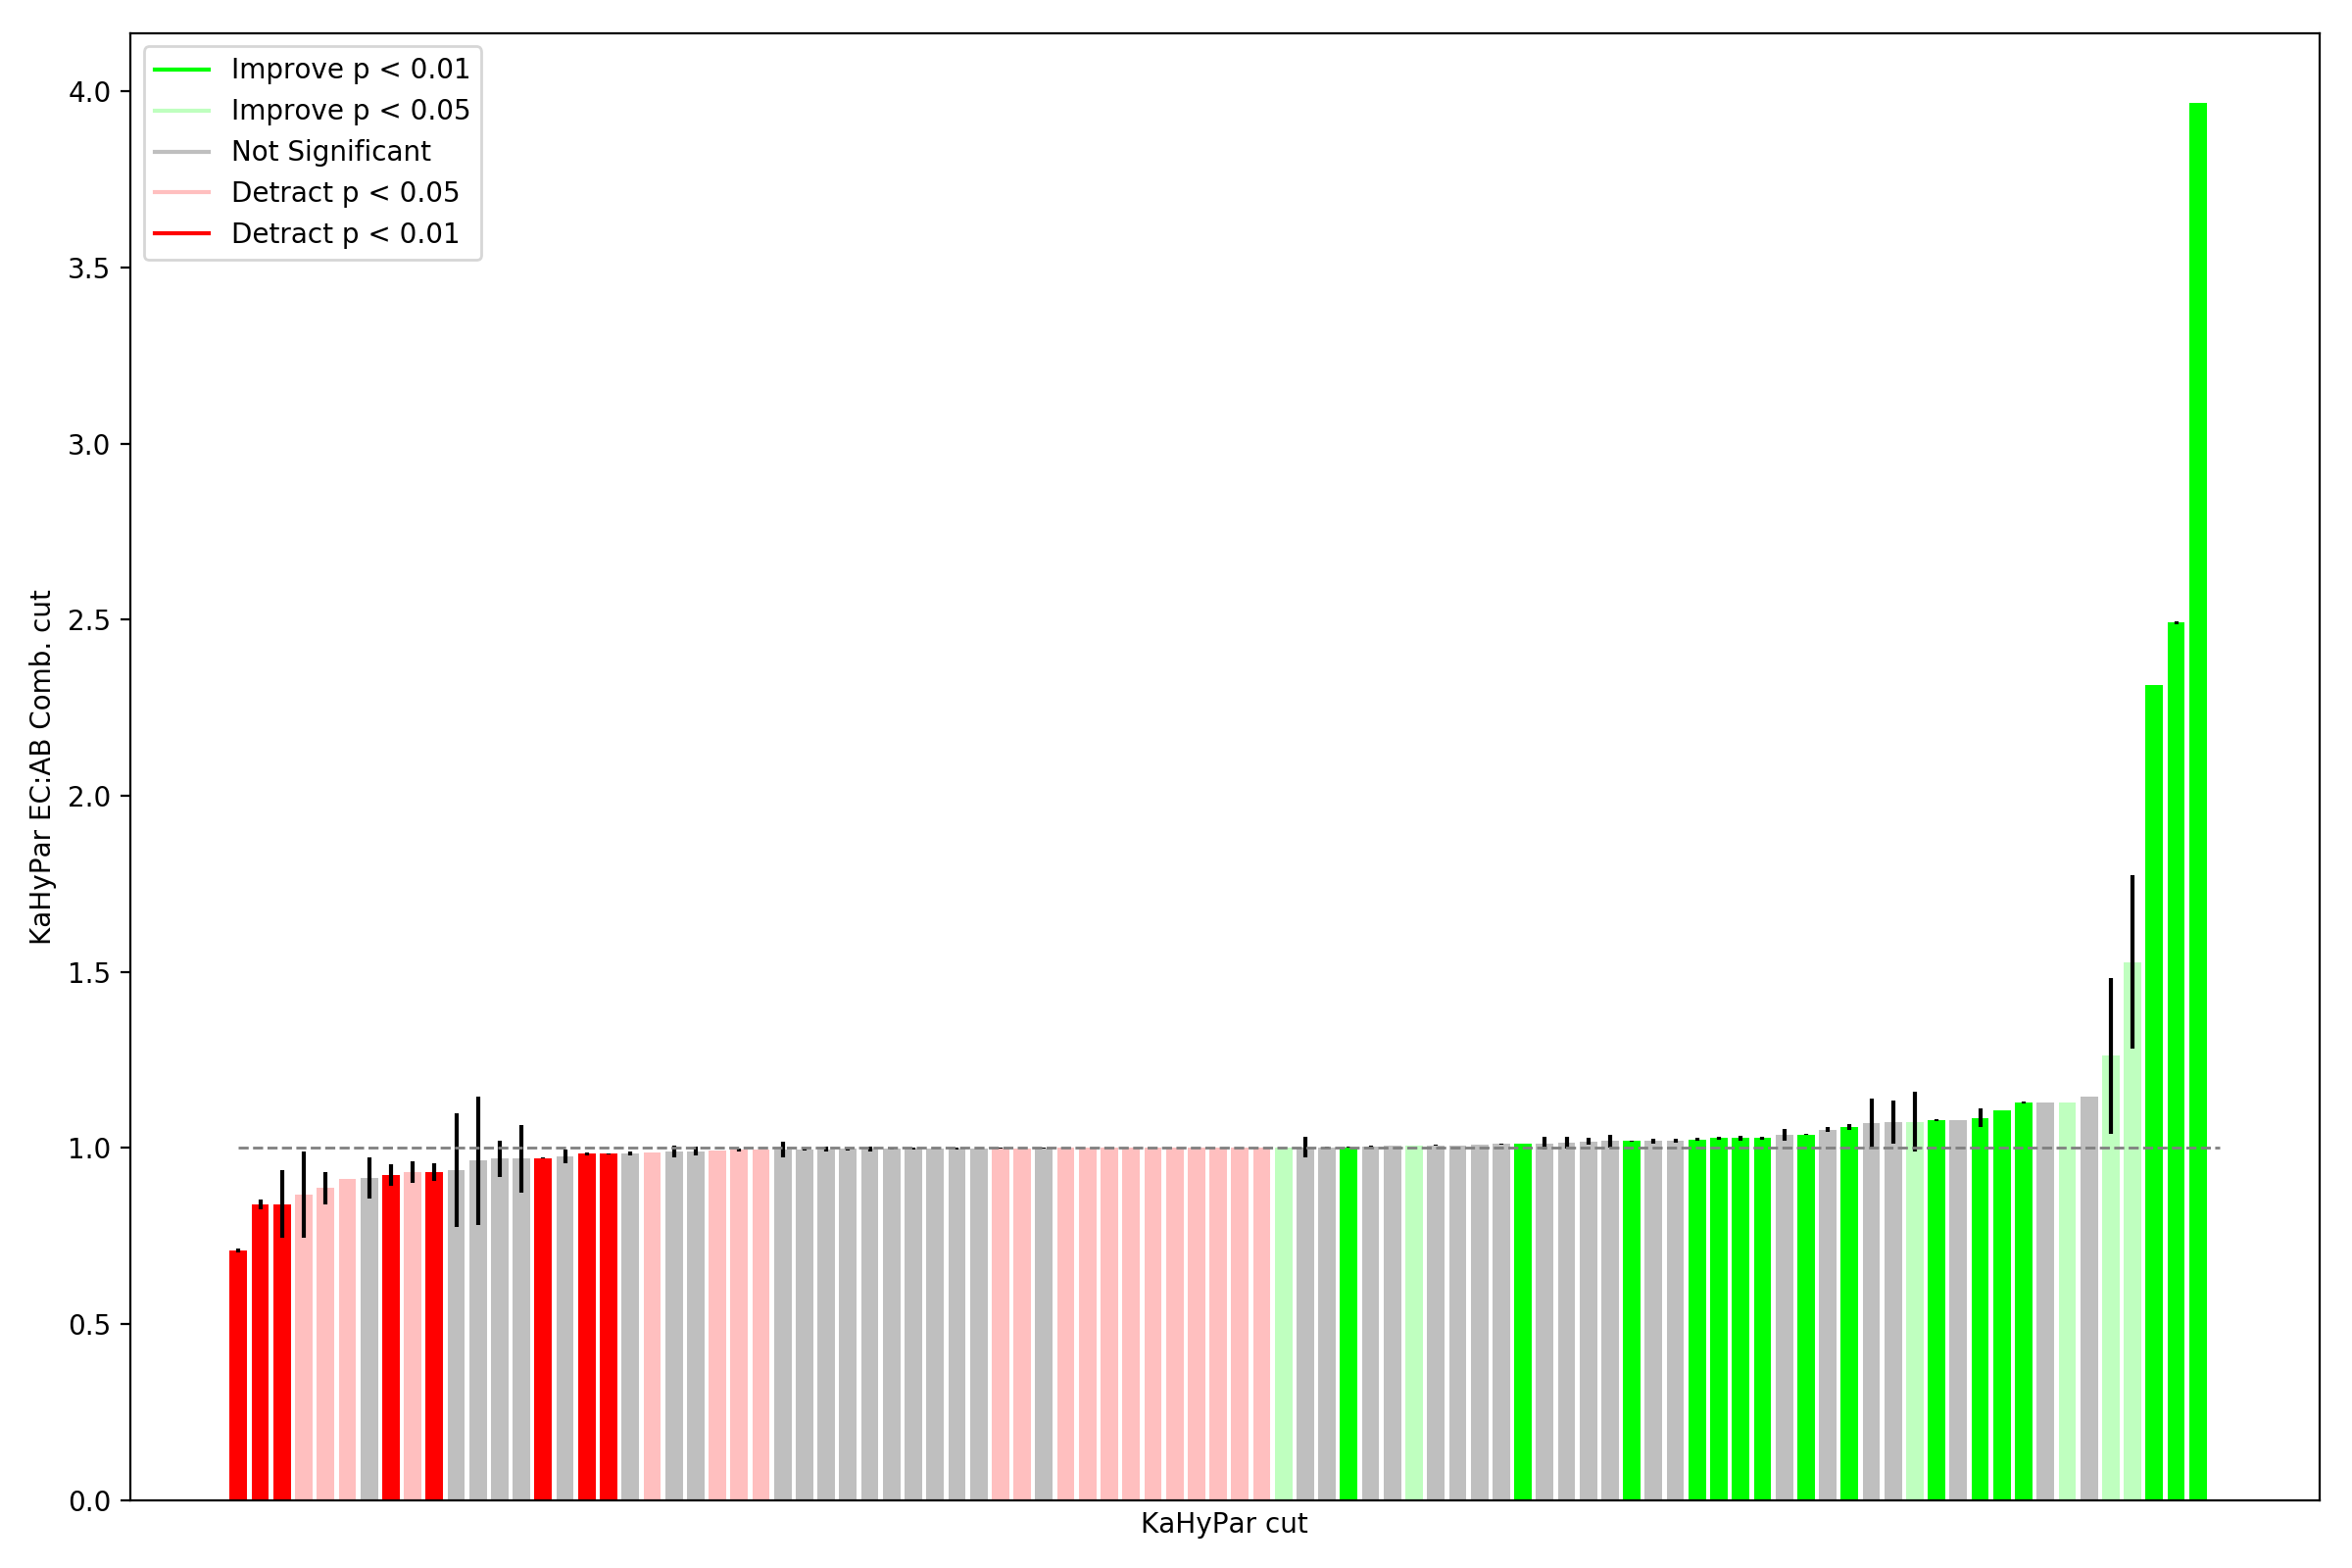 Improve p < 0.01
Improve p < 0.05
Not Significant
Detract p < 0.05
Detract p < 0.01
4.0
3.5
3.0
2.5
2.0
1.5
1.0
0.5
0.0
KaHyPar EC:AB Comb. cut
KaHyPar cut